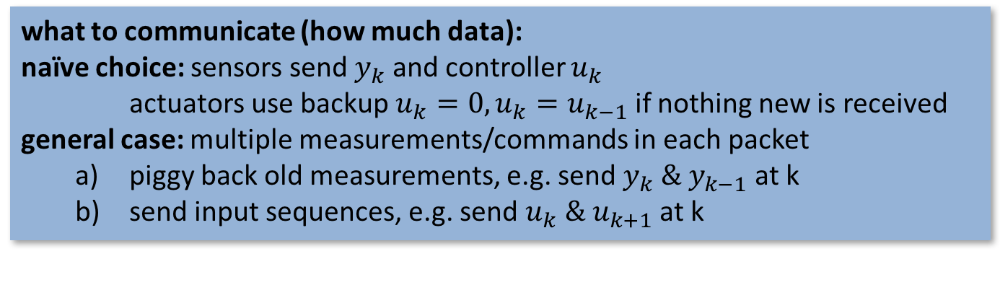 what to communicate (how much data):
naïve choice: sensors send y_k and controller u_k
actuators use backup u_k = 0, u_k = u_{k−1} if nothing new is received
general case: multiple measurements/commands in each packet
a) piggy back old measurements, e.g. send y_k & y_{k−1} at k
b) send input sequences, e.g. send u_k & u_{k+1} at k